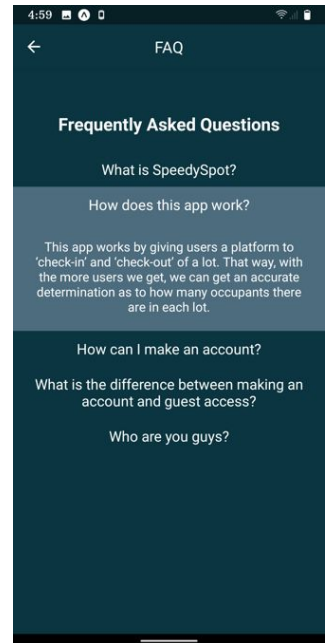 4:59
FAQ
Frequently Asked Questions
What is SpeedySpot?
How does this app work?
This app works by giving users a platform to
'check-in' and 'check-out' of a lot. That way, with
the more users we get, we can get an accurate
determination as to how many occupants there
are in each lot.
How can I make an account?
What is the difference between making an
account and guest access?
Who are you guys?